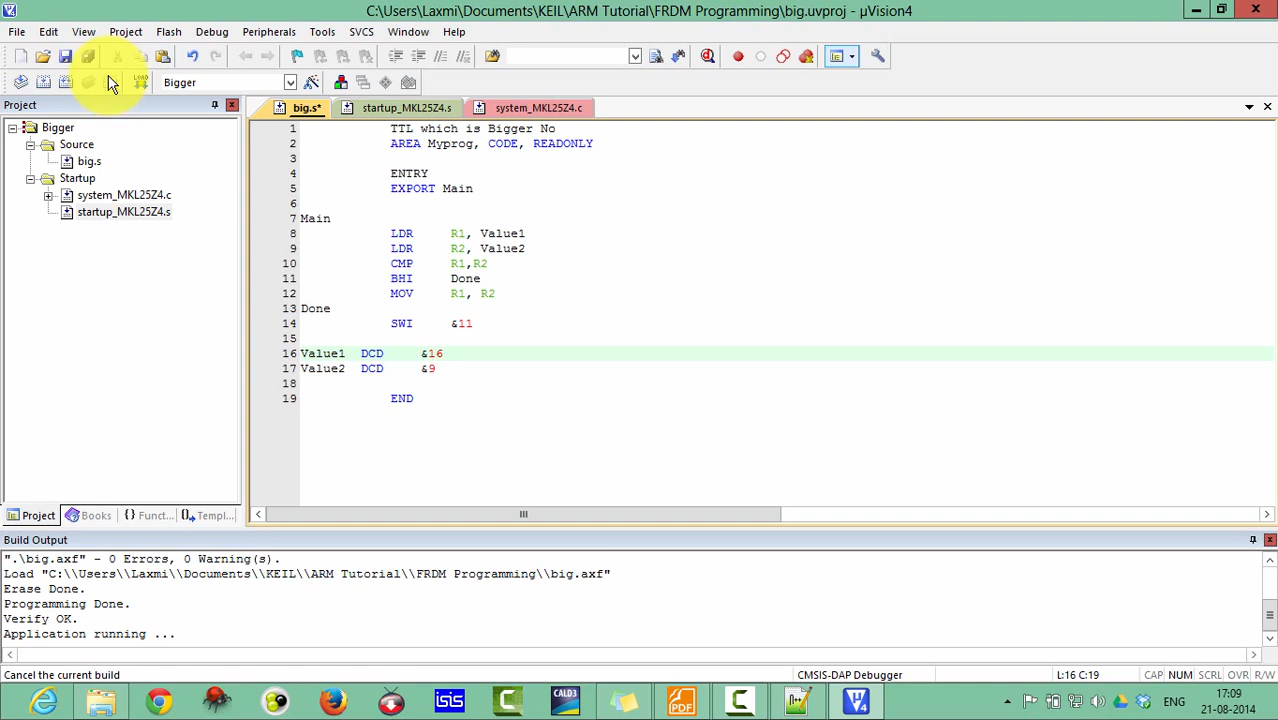 C:\Users\Laxmi\Documents\KEIL\ARM Tutorial\FRDM Programming\big.uvproj - µVision4
File Edit View Project Flash Debug Peripherals Tools SVCS Window Help
LOAD Bigger
Project
big.s* startup_MKL25Z4.s system_MKL25Z4.c
Bigger
Source
big.s
Startup
system_MKL25Z4.c
startup_MKL25Z4.s
1 TTL which is Bigger No
2 AREA Myprog, CODE, READONLY
3
4 ENTRY
5 EXPORT Main
6
7 Main
8 LDR R1, Value1
9 LDR R2, Value2
10 CMP R1,R2
11 BHI Done
12 MOV R1, R2
13 Done
14 SWI &11
15
16 Value1 DCD &16
17 Value2 DCD &9
18
19 END
Project Books {} Funct... Templ...
Build Output
".\big.axf" - 0 Errors, 0 Warning(s).
Load "C:\\Users\\Laxmi\\Documents\\KEIL\\ARM Tutorial\\FRDM Programming\\big.axf"
Erase Done.
Programming Done.
Verify OK.
Application running ...
Cancel the current build CMSIS-DAP Debugger L:16 C:19 CAP NUM SCRL OVR R/W
isis CALD3 PDF
ENG 17:09
21-08-2014